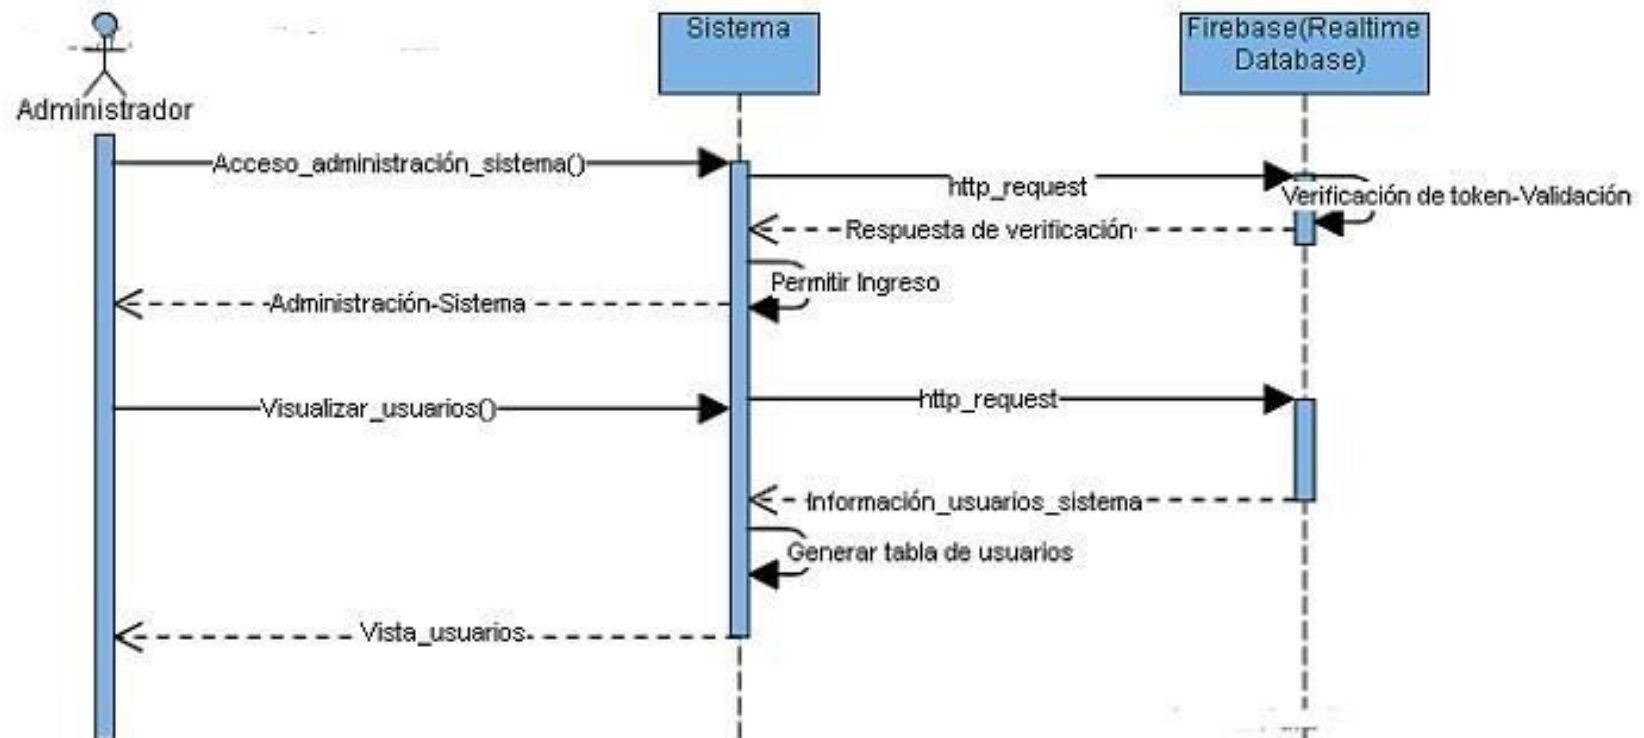 Sistema
Firebase(Realtime
Database)
Administrador
Acceso_administración_sistema()
http_request
Verificación de token-Validación
Respuesta de verificación
Permitir Ingreso
Administración-Sistema
Visualizar_usuarios()
http_request
Información_usuarios_sistema
Generar tabla de usuarios
Vista_usuarios